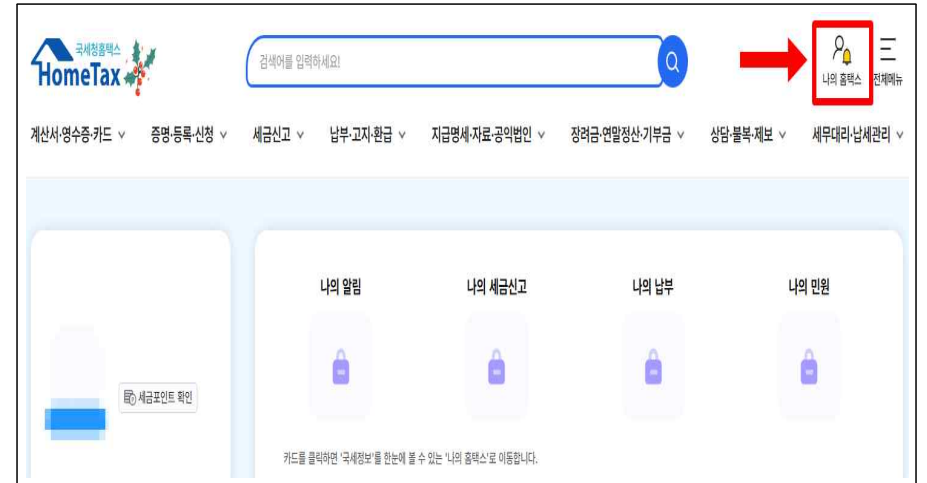 국세청홈택스
HomeTax
검색어를 입력하세요!
나의 홈택스
전체메뉴
계산서·영수증·카드
증명·등록·신청
세금신고
납부·고지·환급
지급명세·자료·공익법인
장려금·연말정산·기부금
상담·불복·제보
세무대리·납세관리
나의 알림
나의 세금신고
나의 납부
나의 민원
세금포인트 확인
카드를 클릭하면 '국세정보'를 한눈에 볼 수 있는 '나의 홈택스'로 이동합니다.